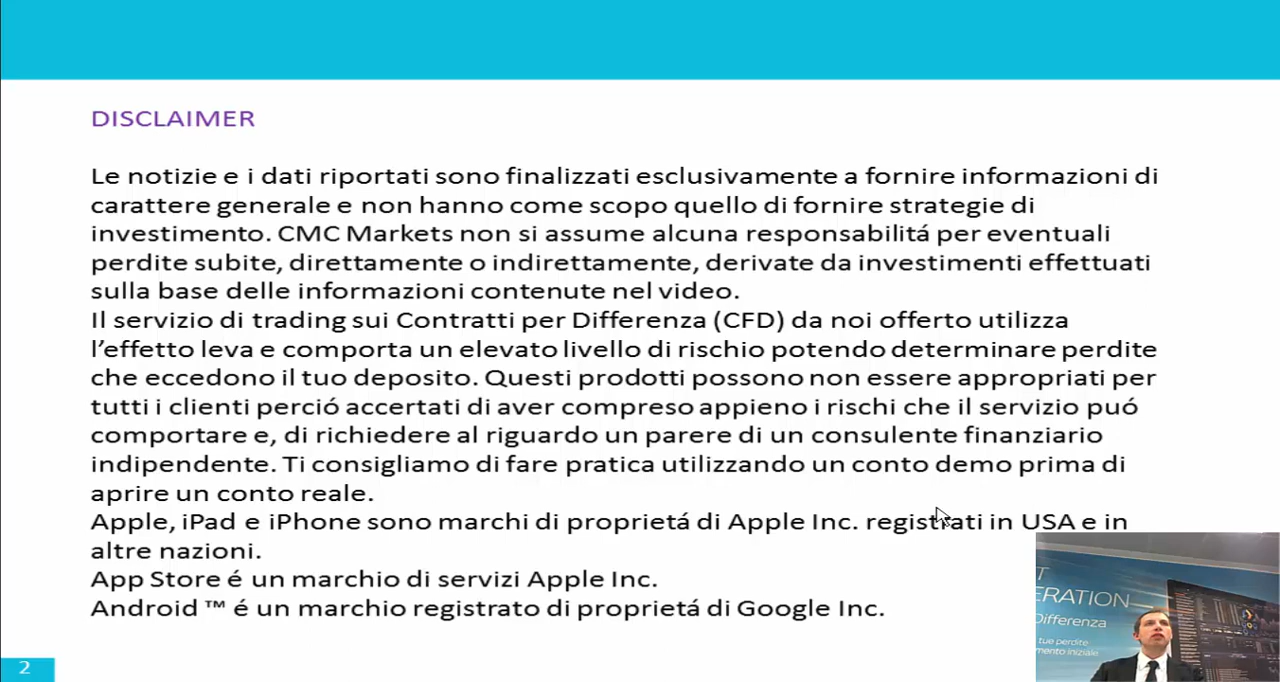 DISCLAIMER
Le notizie e i dati riportati sono finalizzati esclusivamente a fornire informazioni di
carattere generale e non hanno come scopo quello di fornire strategie di
investimento. CMC Markets non si assume alcuna responsabilitá per eventuali
perdite subite, direttamente o indirettamente, derivate da investimenti effettuati
sulla base delle informazioni contenute nel video.
Il servizio di trading sui Contratti per Differenza (CFD) da noi offerto utilizza
l’effetto leva e comporta un elevato livello di rischio potendo determinare perdite
che eccedono il tuo deposito. Questi prodotti possono non essere appropriati per
tutti i clienti perció accertati di aver compreso appieno i rischi che il servizio puó
comportare e, di richiedere al riguardo un parere di un consulente finanziario
indipendente. Ti consigliamo di fare pratica utilizzando un conto demo prima di
aprire un conto reale.
Apple, iPad e iPhone sono marchi di proprietá di Apple Inc. registrati in USA e in
altre nazioni.
App Store é un marchio di servizi Apple Inc.
Android ™ é un marchio registrato di proprietá di Google Inc.
2
T
ERATION
Differenza
tue perdite
mento iniziale